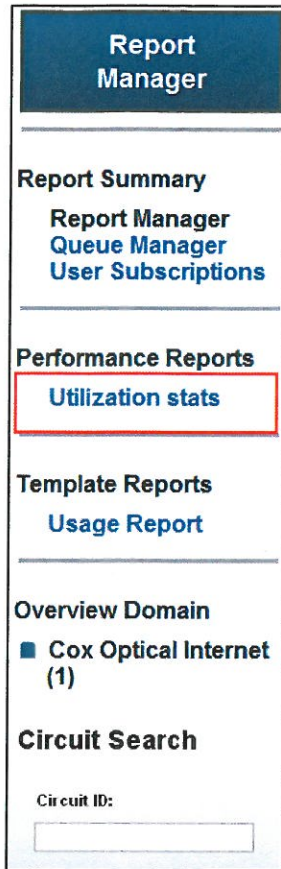 Report
Manager
Report Summary
Report Manager
Queue Manager
User Subscriptions
Performance Reports
Utilization stats
Template Reports
Usage Report
Overview Domain
Cox Optical Internet
(1)
Circuit Search
Circuit ID: